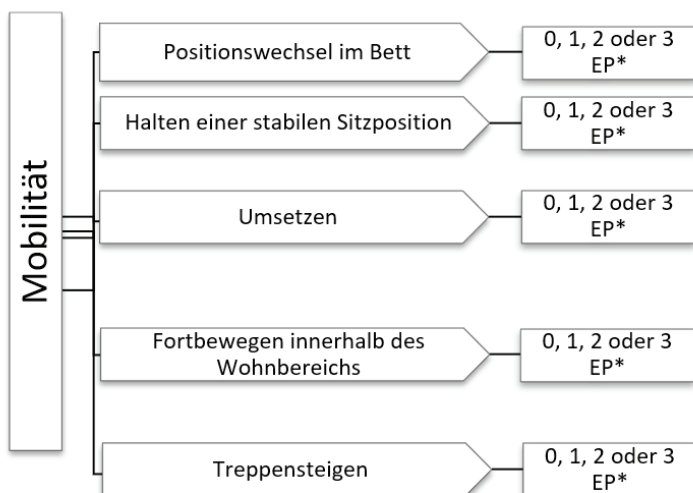 Mobilität
Positionswechsel im Bett
0, 1, 2 oder 3
EP*
Halten einer stabilen Sitzposition
0, 1, 2 oder 3
EP*
Umsetzen
0, 1, 2 oder 3
EP*
Fortbewegen innerhalb des
Wohnbereichs
0, 1, 2 oder 3
EP*
Treppensteigen
0, 1, 2 oder 3
EP*